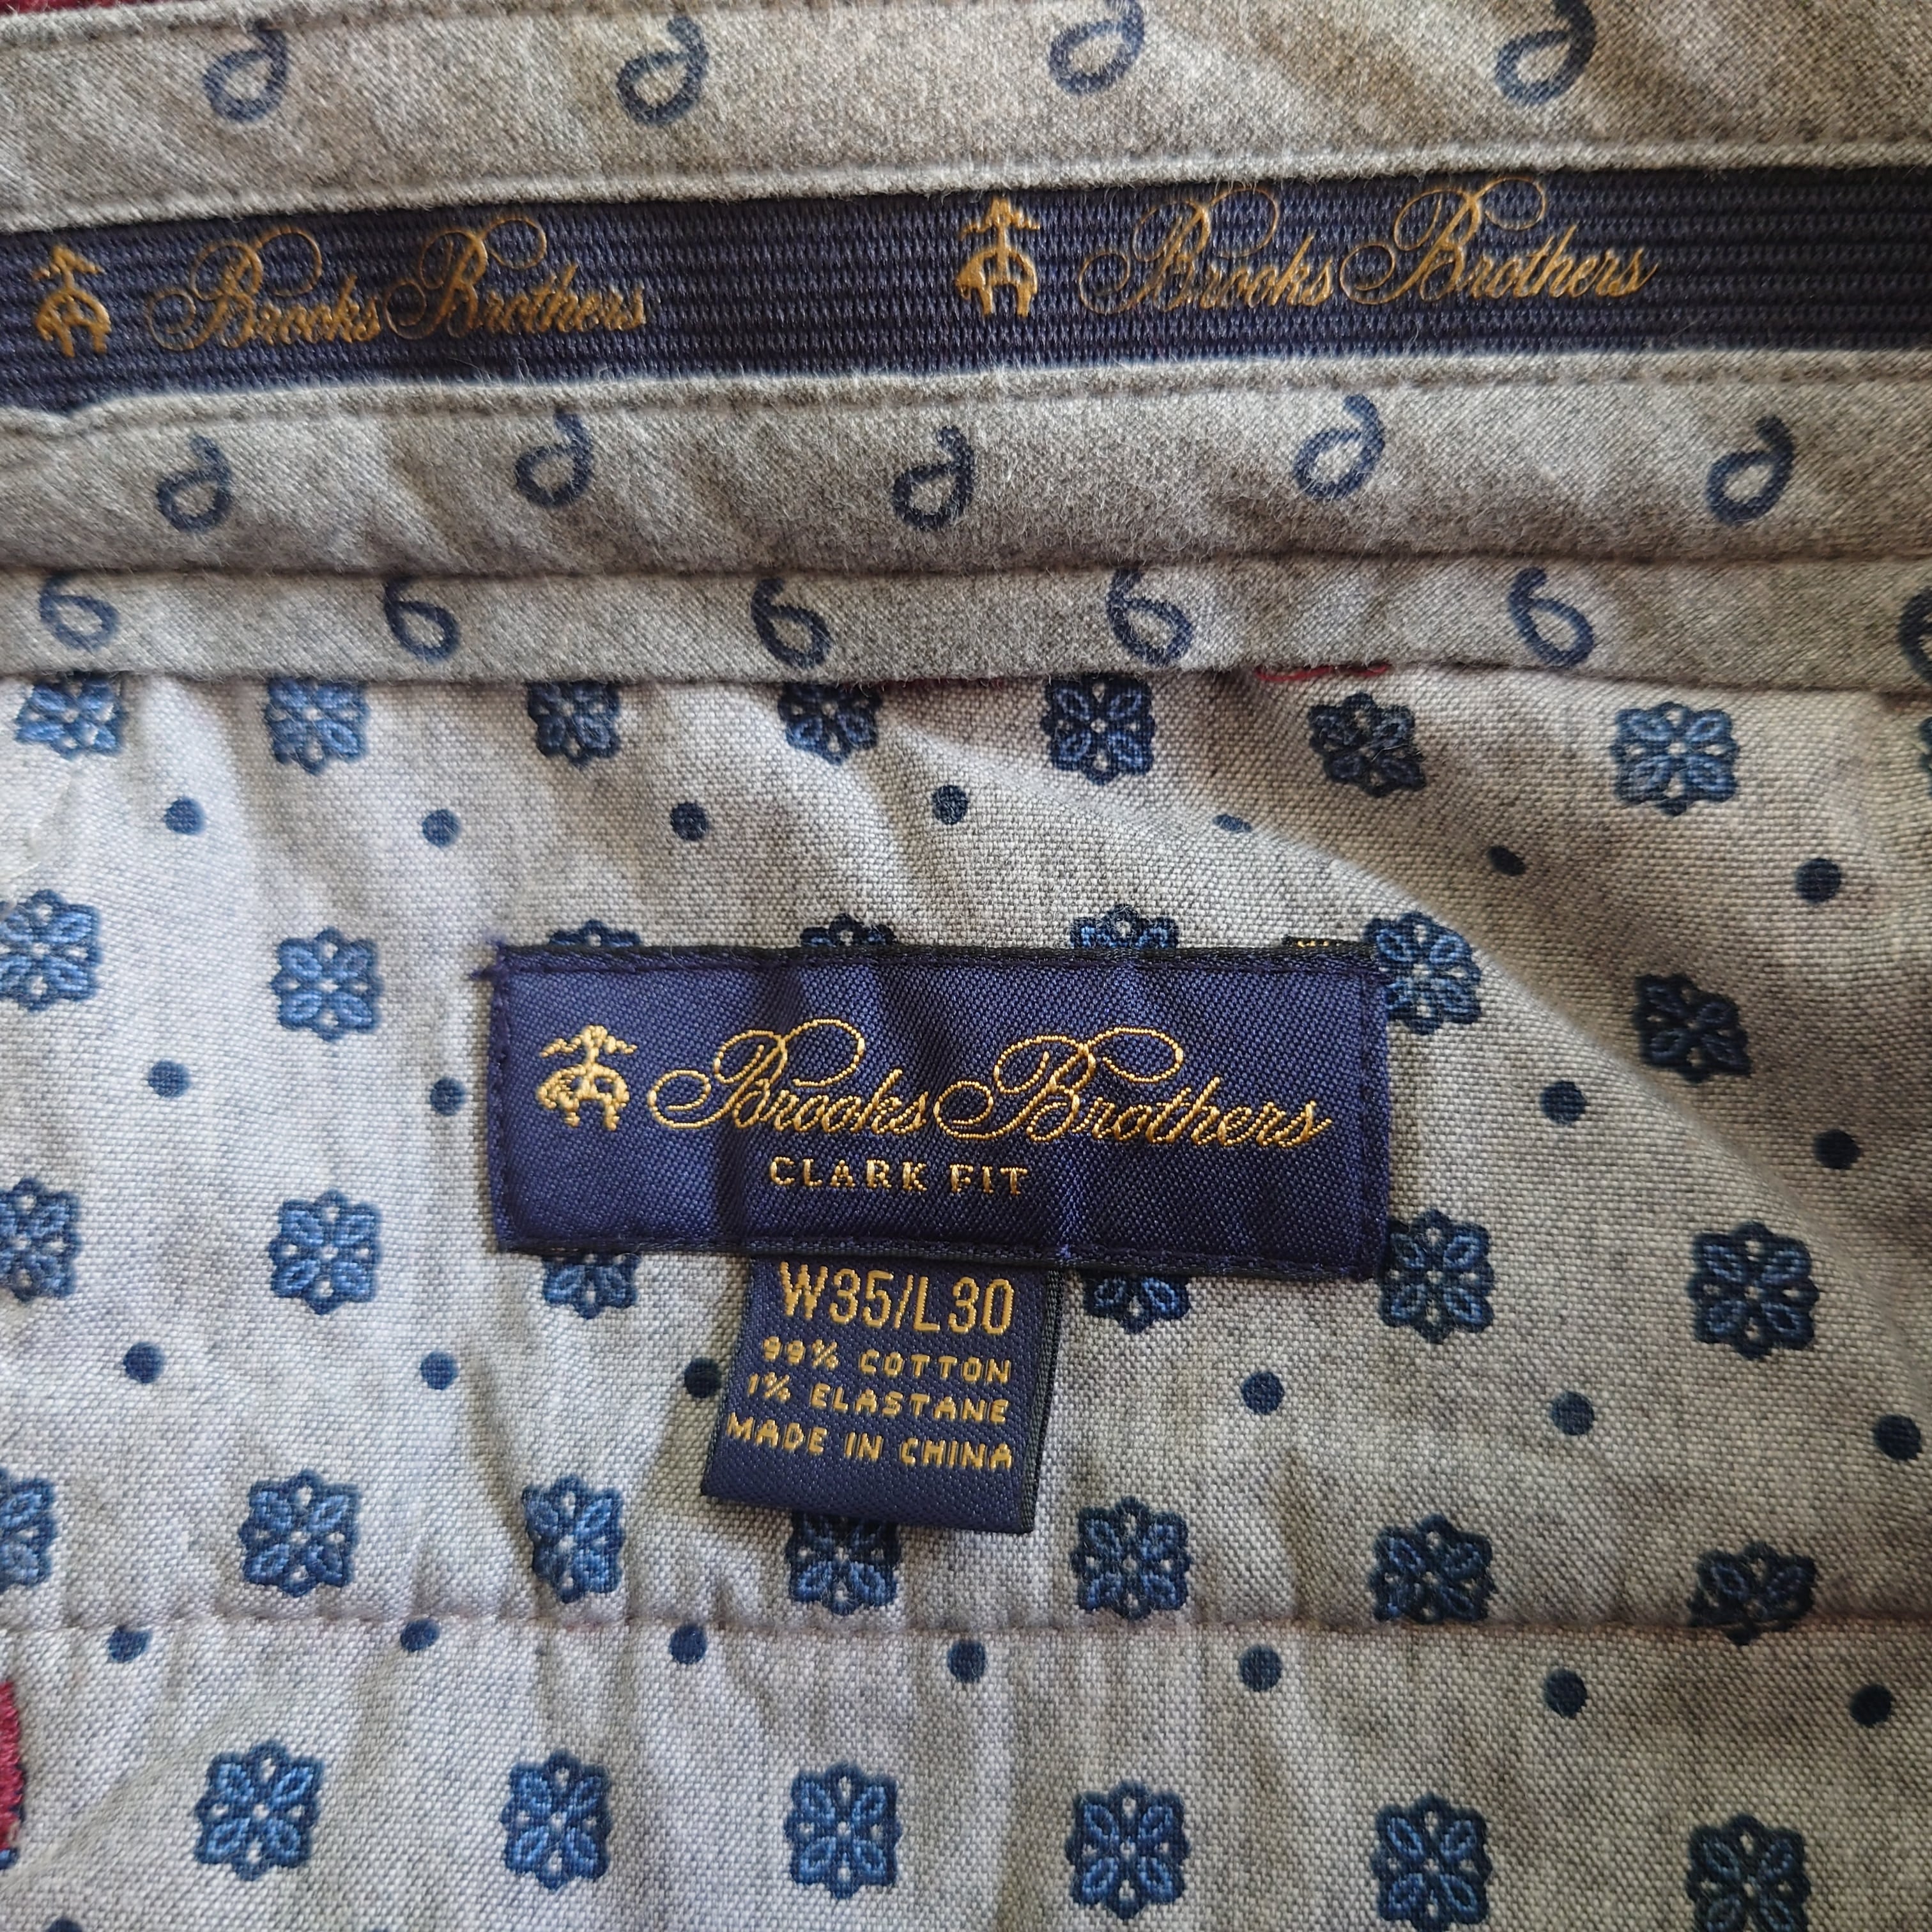 Brooks Brothers Brooks Brothers
Brooks Brothers
CLARK FIT
W35/L30
99% COTTON
1% ELASTANE
MADE IN CHINA